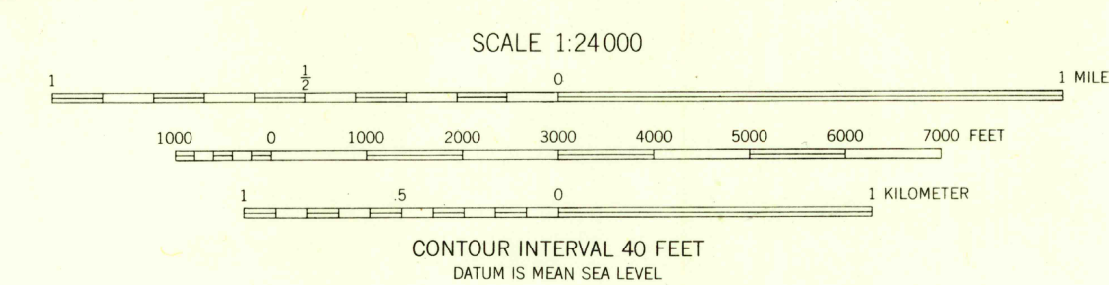 SCALE 1:24000
1 1/2 0 1 MILE
1000 0 1000 2000 3000 4000 5000 6000 7000 FEET
1 .5 0 1 KILOMETER
CONTOUR INTERVAL 40 FEET
DATUM IS MEAN SEA LEVEL